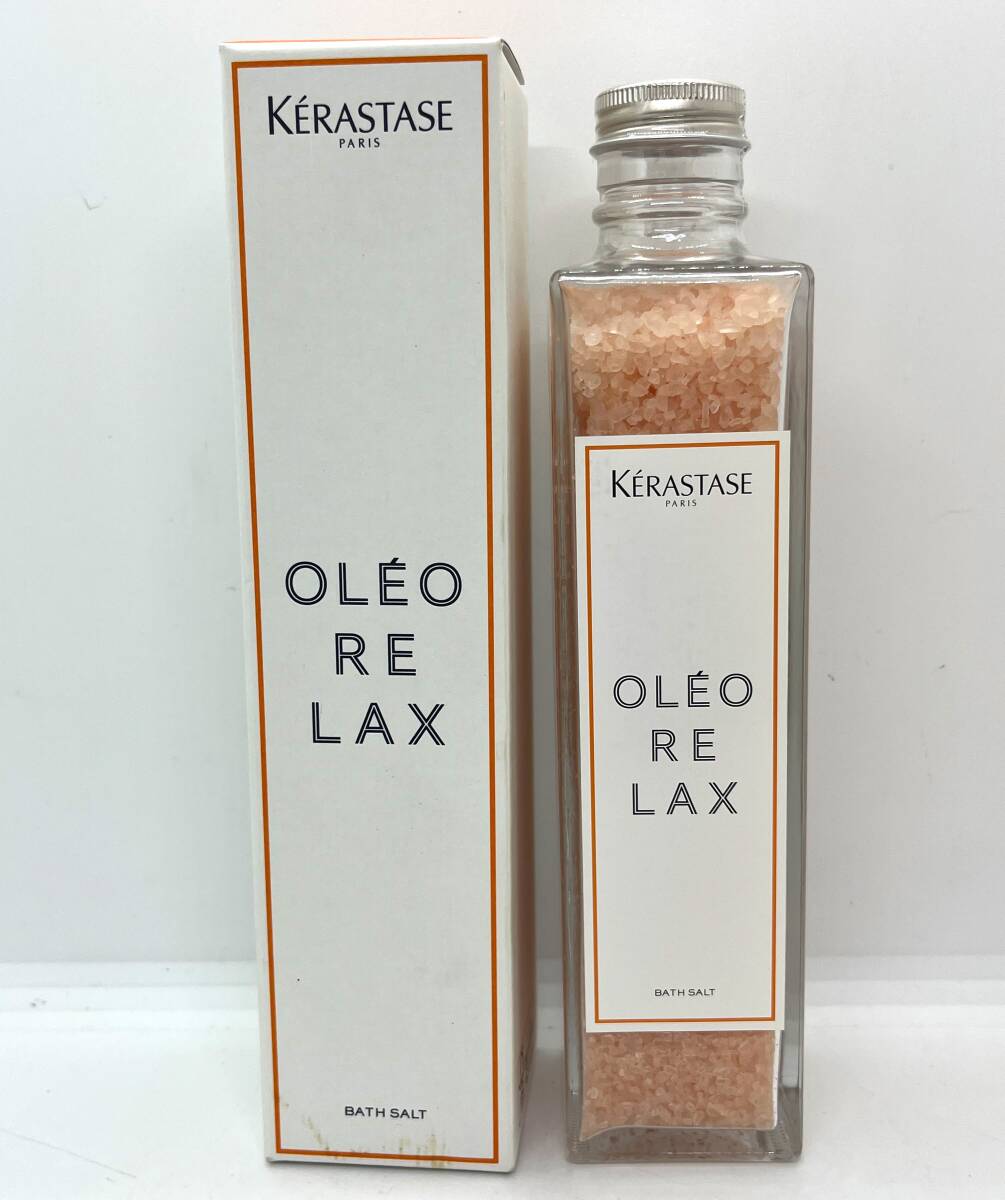 KÉRASTASE
PARIS
OLÉO
RE
LAX
BATH SALT
KÉRASTASE
PARIS
OLÉO
RE
LAX
BATH SALT